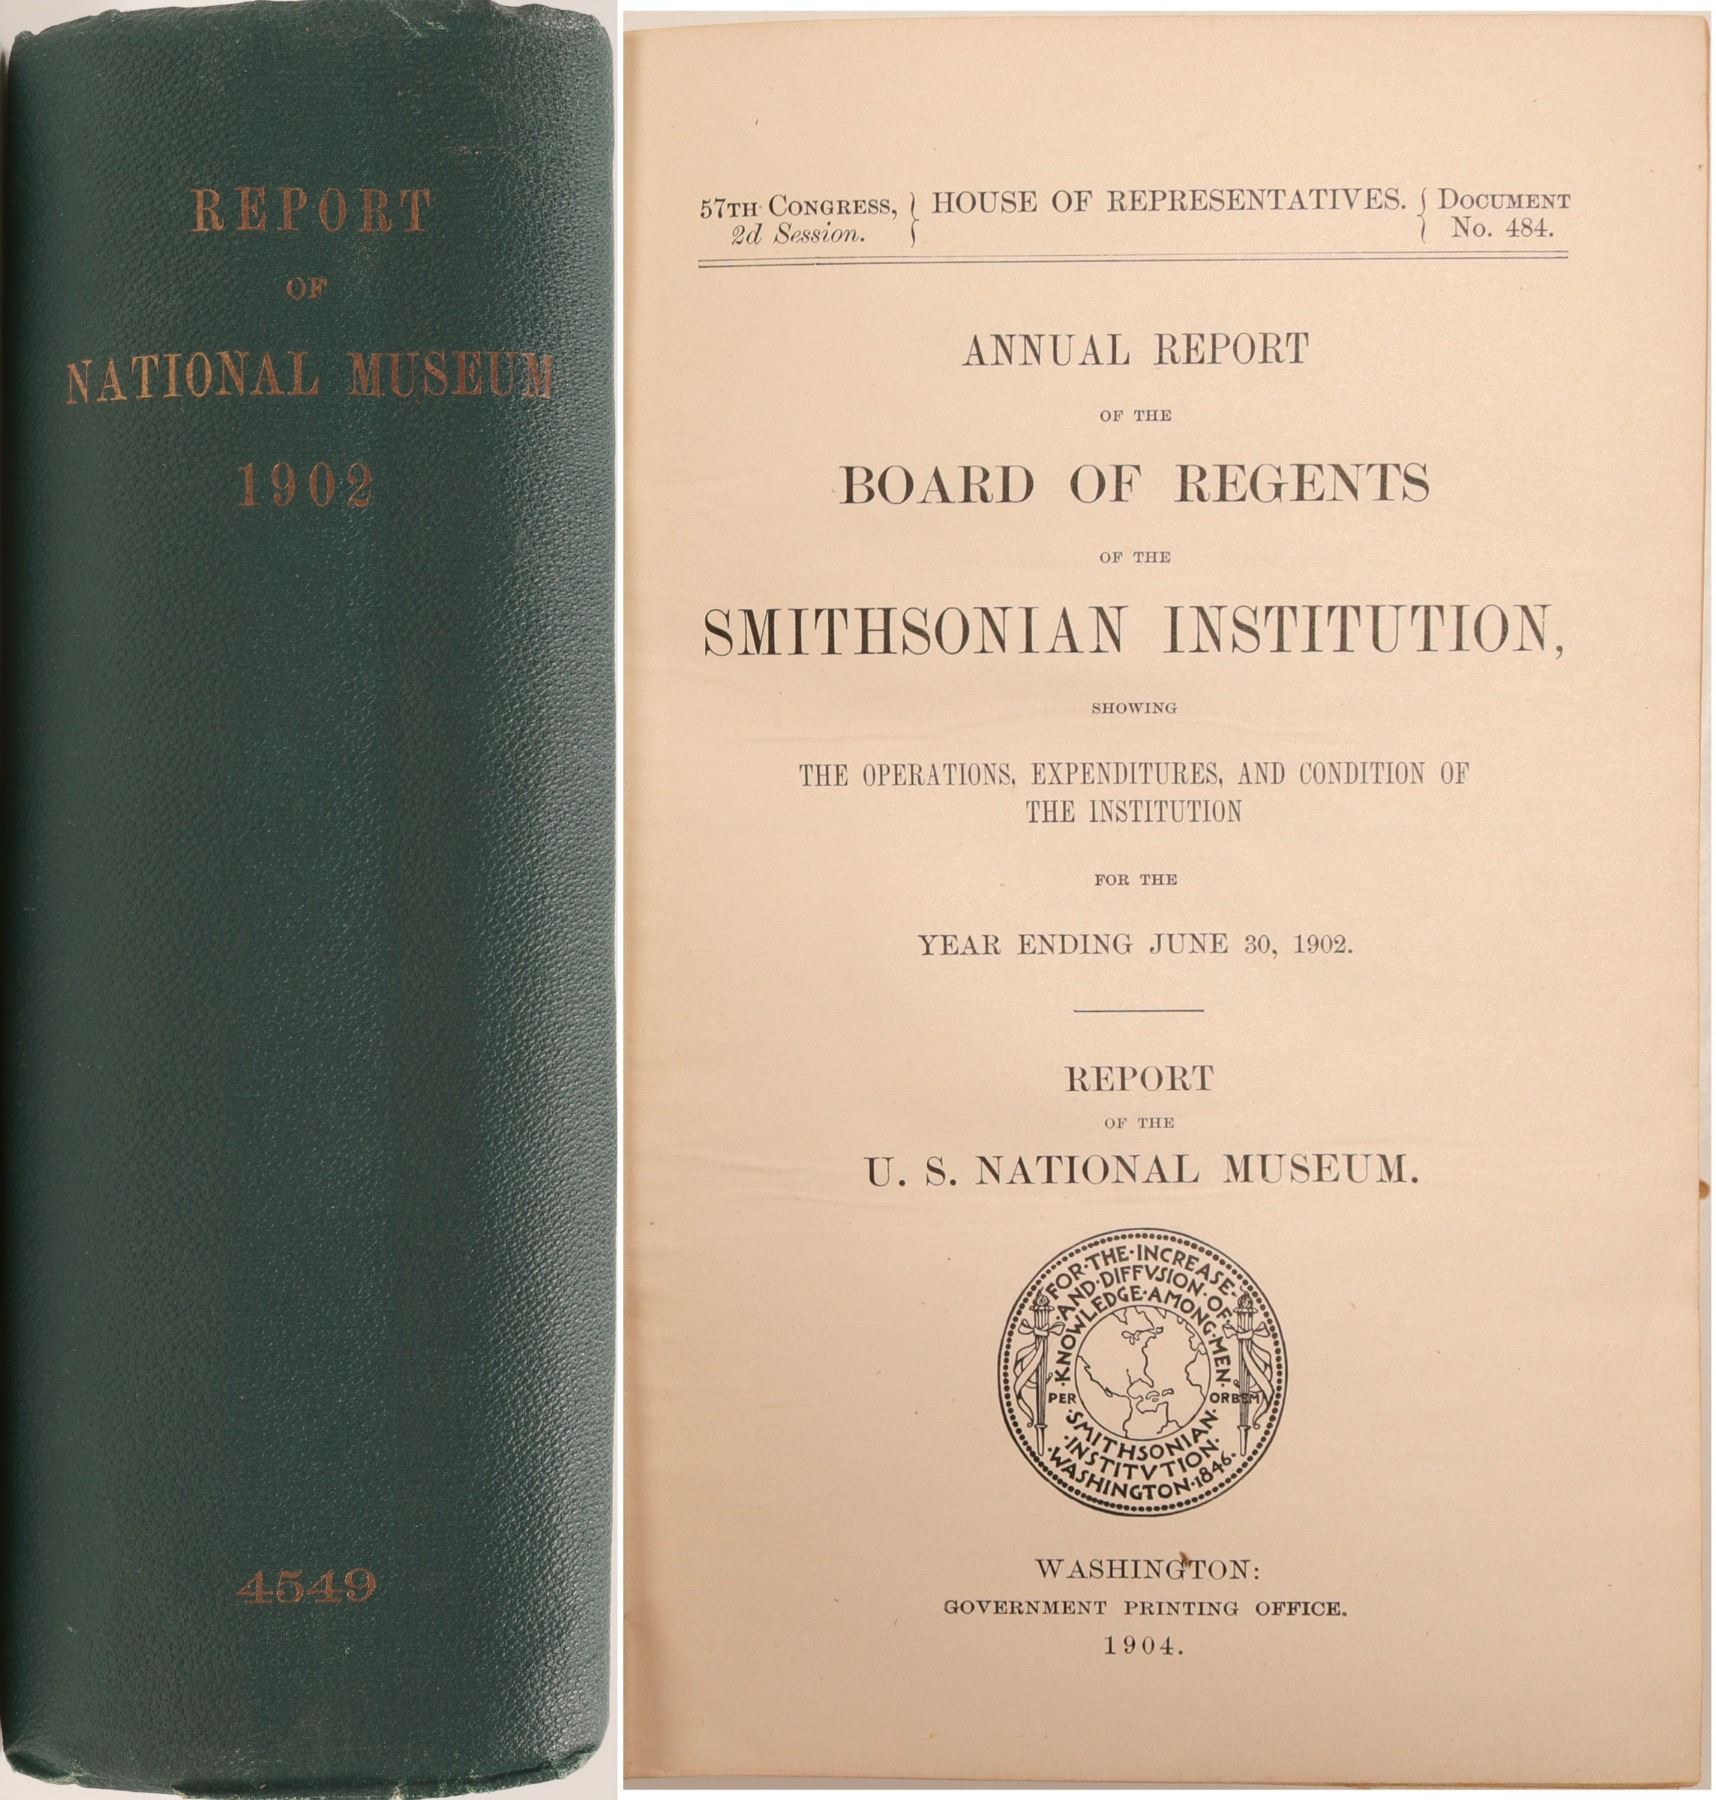 REPORT
OF
NATIONAL MUSEUM
1902
4549
57TH CONGRESS, } HOUSE OF REPRESENTATIVES. { DOCUMENT
2d Session. } { No. 484.
ANNUAL REPORT
OF THE
BOARD OF REGENTS
OF THE
SMITHSONIAN INSTITUTION,
SHOWING
THE OPERATIONS, EXPENDITURES, AND CONDITION OF
THE INSTITUTION
FOR THE
YEAR ENDING JUNE 30, 1902.
REPORT
OF THE
U. S. NATIONAL MUSEUM.
FOR·THE·INCREASE·
AND·DIFFVSION·OF·
KNOWLEDGE·AMONG·MEN·
PER ORBEM
·SMITHSONIAN·
·INSTITVTION·
·WASHINGTON·1846·
WASHINGTON:
GOVERNMENT PRINTING OFFICE.
1904.